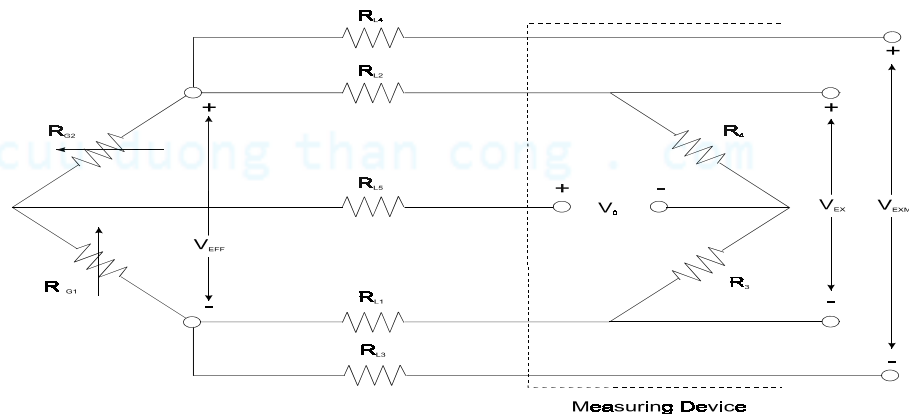 RL4
RL2
RG2
R4
cuu duong than cong . com
RL5
+ V0 -
VEX
VEXM
VEFF
RG1
R3
RL1
RL3
+
+
+
-
-
-
Measuring Device